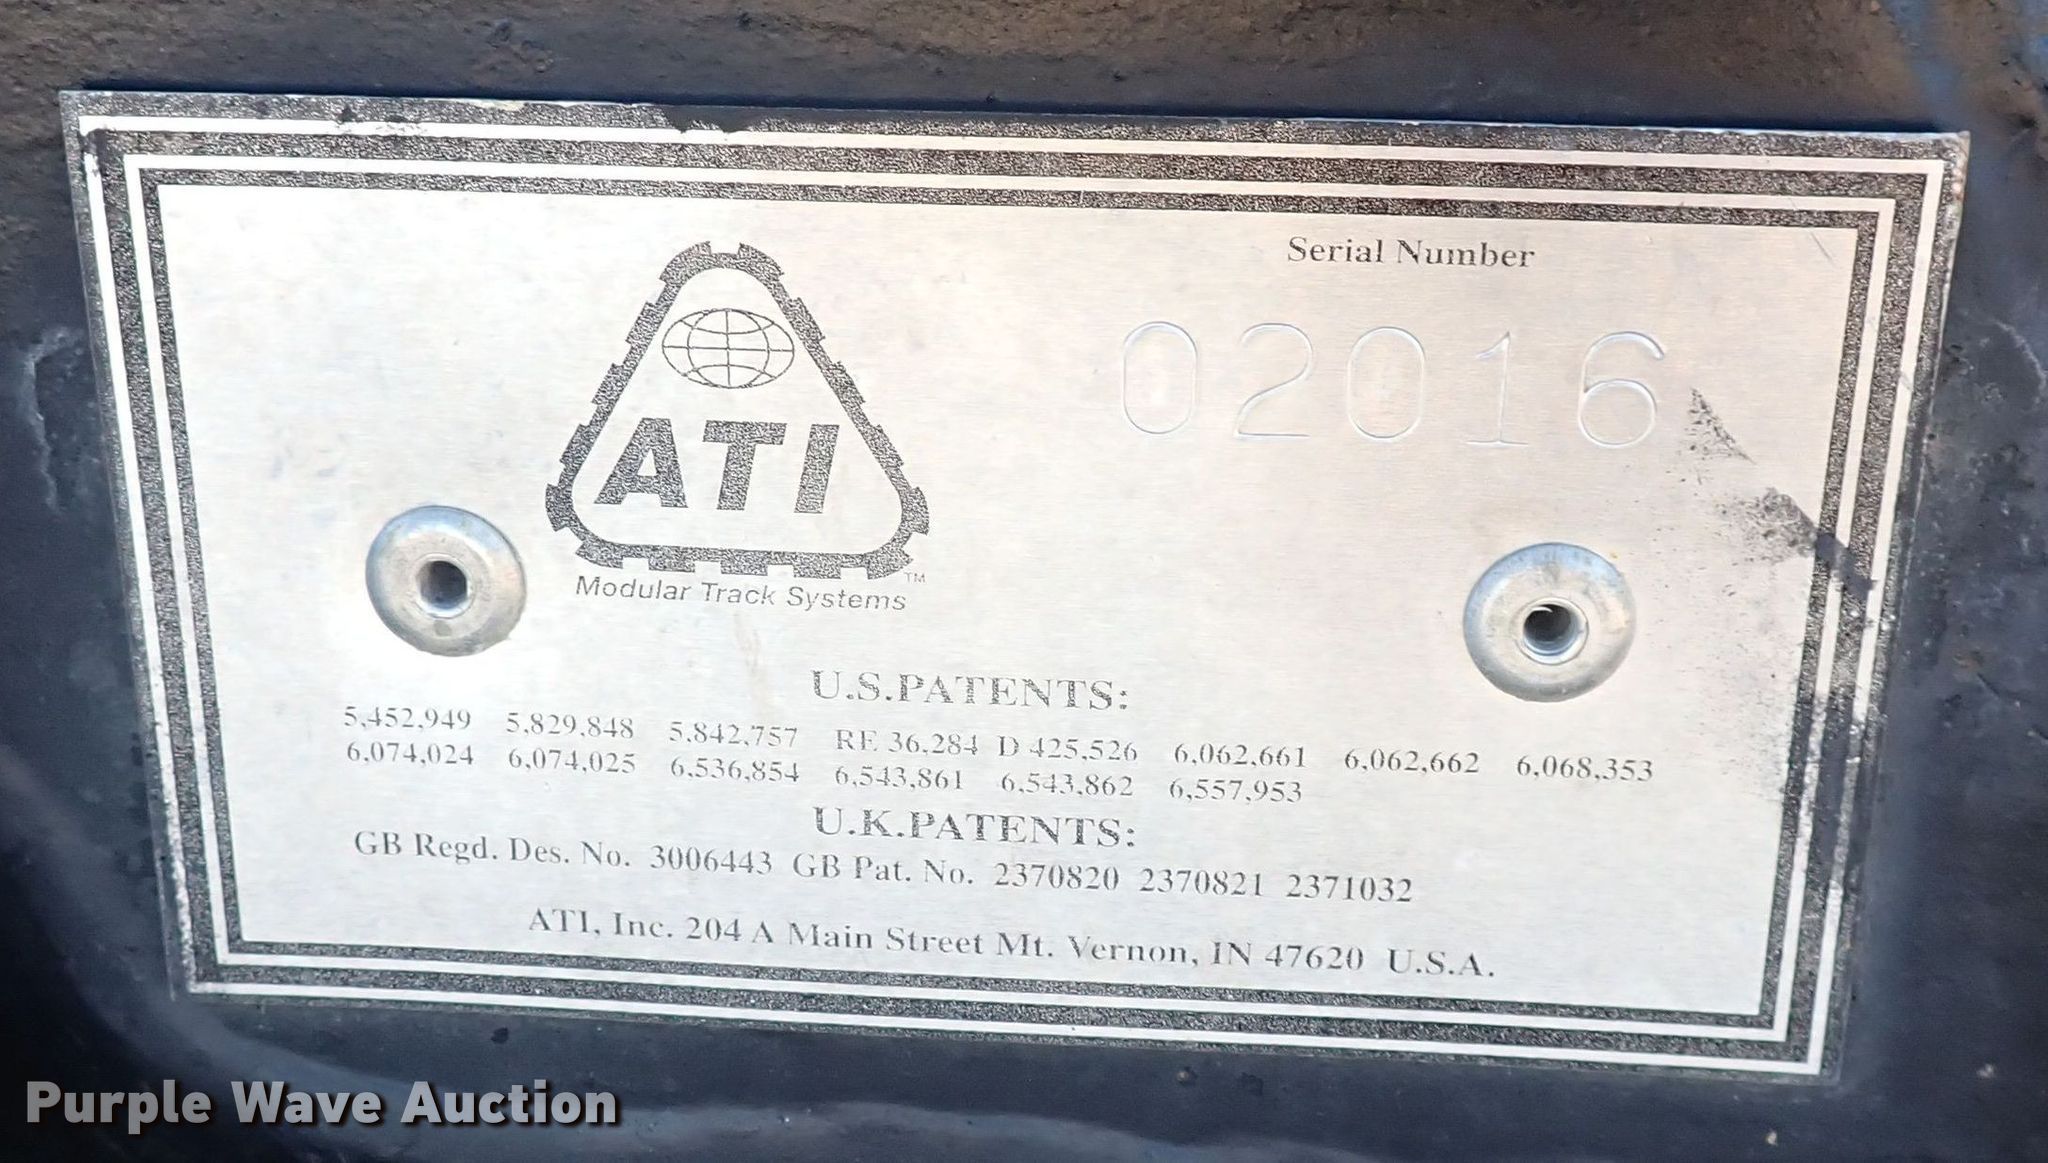 Serial Number
02016
ATI
TM
Modular Track Systems
U.S.PATENTS:
5,452,949 5,829,848 5,842,757 RE 36,284 D 425,526 6,062,661 6,062,662 6,068,353
6,074,024 6,074,025 6,536,854 6,543,861 6,543,862 6,557,953
U.K.PATENTS:
GB Regd. Des. No. 3006443 GB Pat. No. 2370820 2370821 2371032
ATI, Inc. 204 A Main Street Mt. Vernon, IN 47620 U.S.A.
Purple Wave Auction